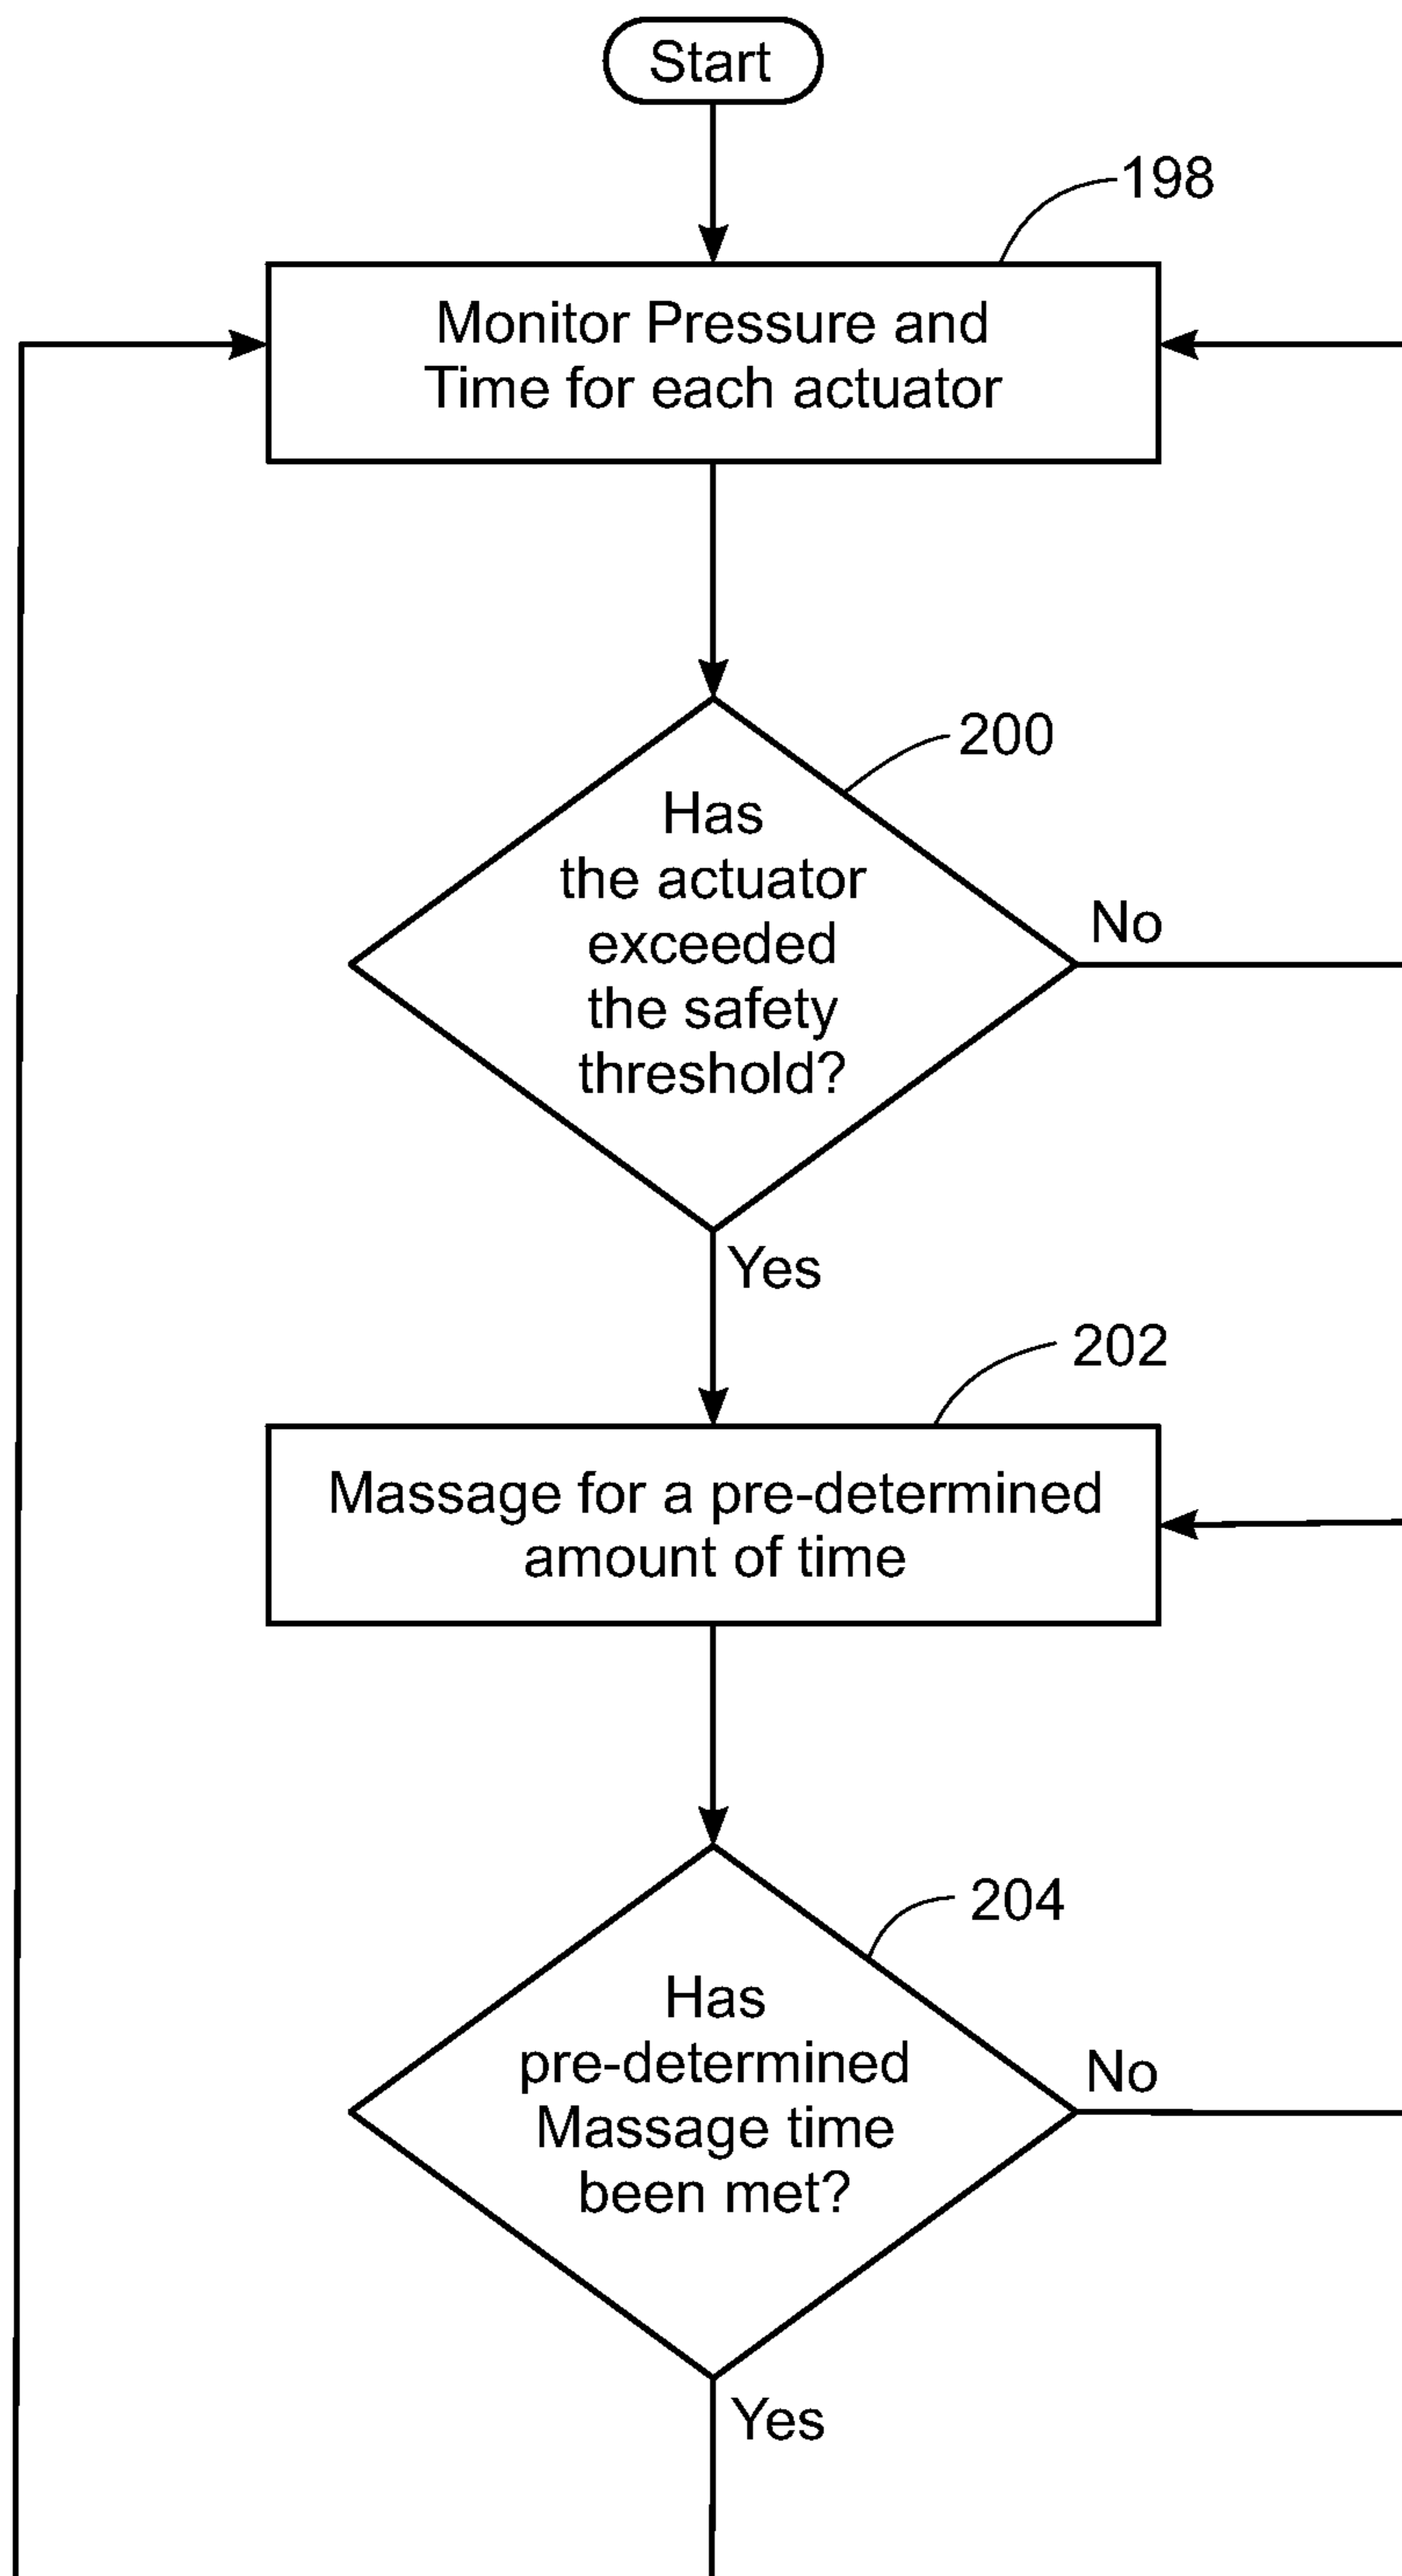 Start
198
Monitor Pressure and
Time for each actuator
200
Has
the actuator
exceeded
the safety
threshold?
No
Yes
202
Massage for a pre-determined
amount of time
204
Has
pre-determined
Massage time
been met?
No
Yes